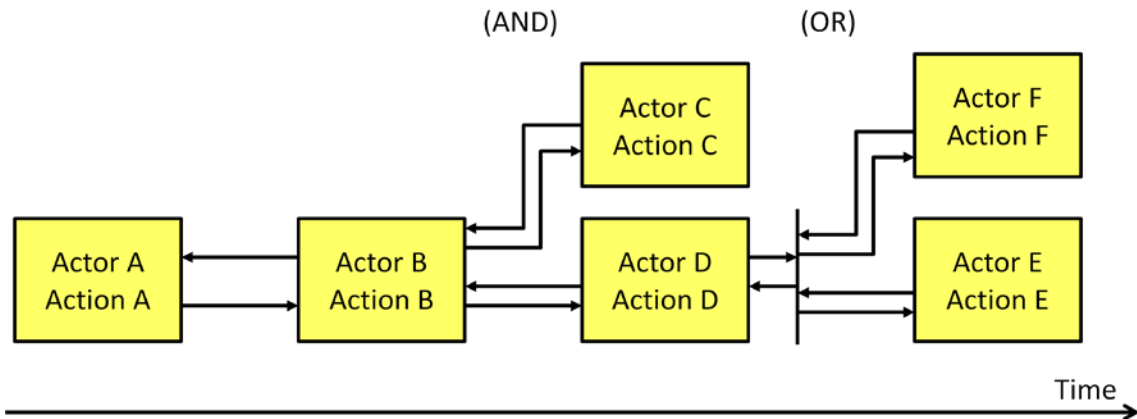 (AND)
(OR)
Actor C
Action C
Actor F
Action F
Actor A
Action A
Actor B
Action B
Actor D
Action D
Actor E
Action E
Time